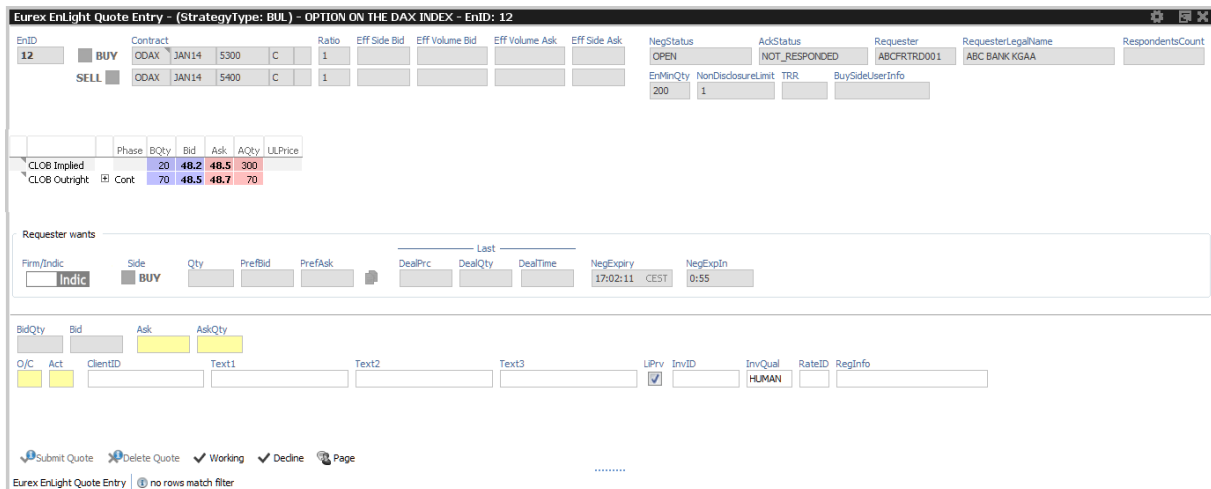 Eurex EnLight Quote Entry - (StrategyType: BUL) - OPTION ON THE DAX INDEX - EnID: 12
EnID Contract Ratio Eff Side Bid Eff Volume Bid Eff Volume Ask Eff Side Ask NegStatus AckStatus Requester RequesterLegalName RespondentsCount
12 BUY ODAX JAN14 5300 C 1 OPEN NOT_RESPONDED ABCFRTRD001 ABC BANK KGAA
SELL ODAX JAN14 5400 C 1
EnMinQty NonDisclosureLimit TRR BuySideUserInfo
200 1
Phase BQty Bid Ask AQty ULPrice
CLOB Implied 20 48.2 48.5 300
CLOB Outright Cont 70 48.5 48.7 70
Requester wants
Last
Firm/Indic Side Qty PrefBid PrefAsk DealPrc DealQty DealTime NegExpiry NegExpIn
Indic BUY 17:02:11 CEST 0:55
BidQty Bid Ask AskQty
O/C Act ClientID Text1 Text2 Text3 LiPrv InvID InvQual RateID RegInfo
HUMAN
Submit Quote Delete Quote Working Decline Page
Eurex EnLight Quote Entry no rows match filter